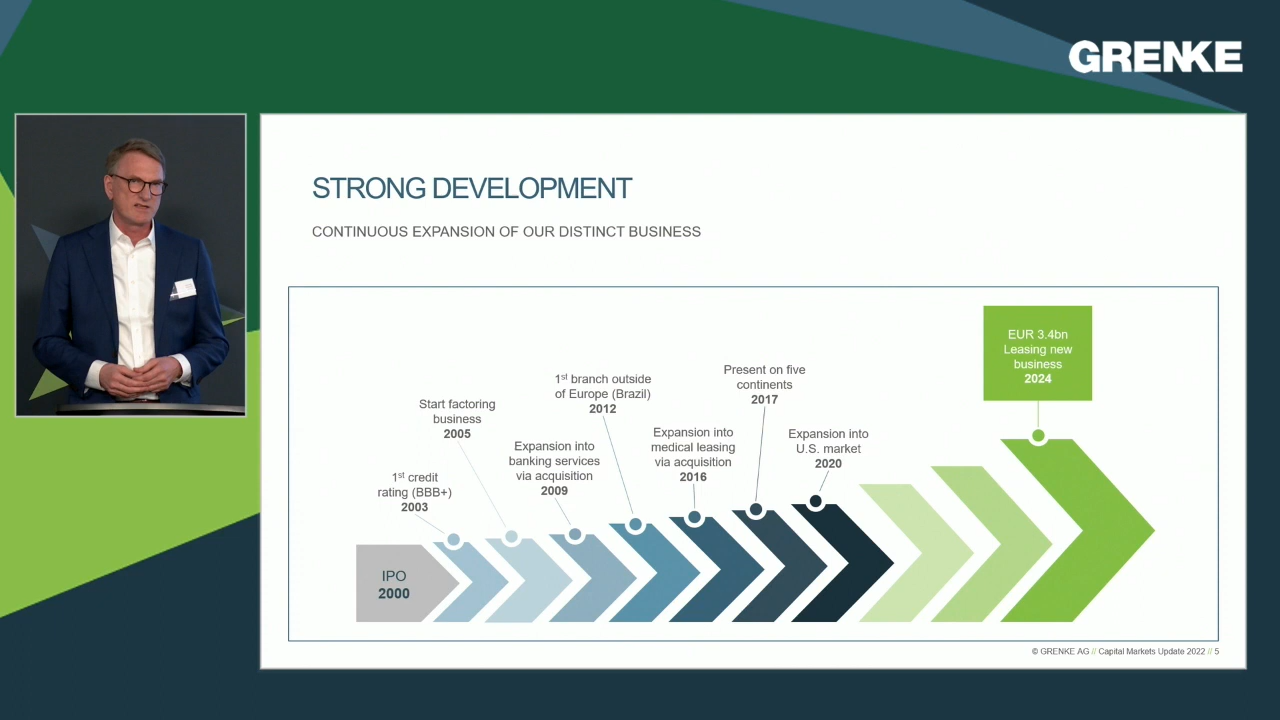 GRENKE
STRONG DEVELOPMENT
CONTINUOUS EXPANSION OF OUR DISTINCT BUSINESS
IPO
2000
1st credit
rating (BBB+)
2003
Start factoring
business
2005
Expansion into
banking services
via acquisition
2009
1st branch outside
of Europe (Brazil)
2012
Expansion into
medical leasing
via acquisition
2016
Present on five
continents
2017
Expansion into
U.S. market
2020
EUR 3.4bn
Leasing new
business
2024
© GRENKE AG // Capital Markets Update 2022 // 5